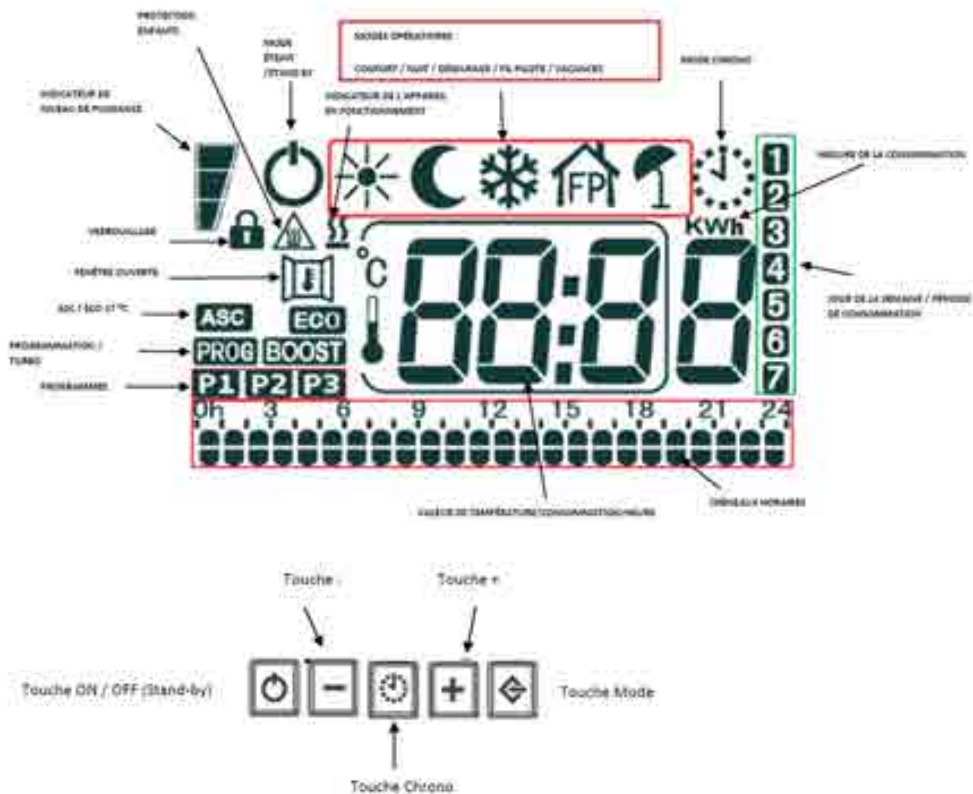 PROTECTION
ENFANTS
MODE
/STAND BY
MODES OPÉRATIFS
CONFORT / NUIT / / FIL PILOTE / VACANCES
MODE CHRONO
INDICATEUR DE
NIVEAU DE PUISSANCE
INDICATEUR DE L'APPAREIL
EN FONCTIONNEMENT
MESURE DE LA CONSOMMATION
FP
1
2
3
4
5
6
7
KWh
VERROUILLAGE
FENÊTRE OUVERTE
°C
88:88
ASC / ECO ET °C
ASC ECO
JOUR DE LA SEMAINE / PÉRIODE
DE CONSOMMATION
PROGRAMMATION /
TURBO
PROG BOOST
PROGRAMMES
P1 P2 P3
0h 3 6 9 12 15 18 21 24
CRÉNEAUX HORAIRES
VALEUR DE TEMPÉRATURE/CONSOMMATION/HEURE
Touche -
Touche +
Touche ON / OFF (Stand-by)
Touche Mode
Touche Chrono